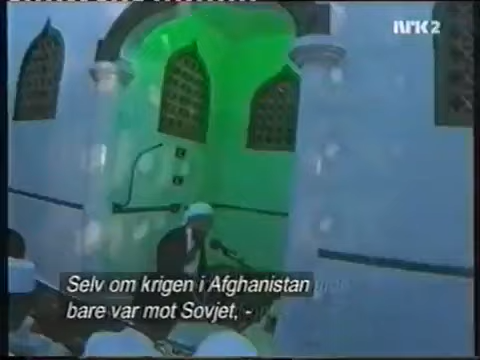 NRK2
Selv om krigen i Afghanistan
bare var mot Sovjet, -